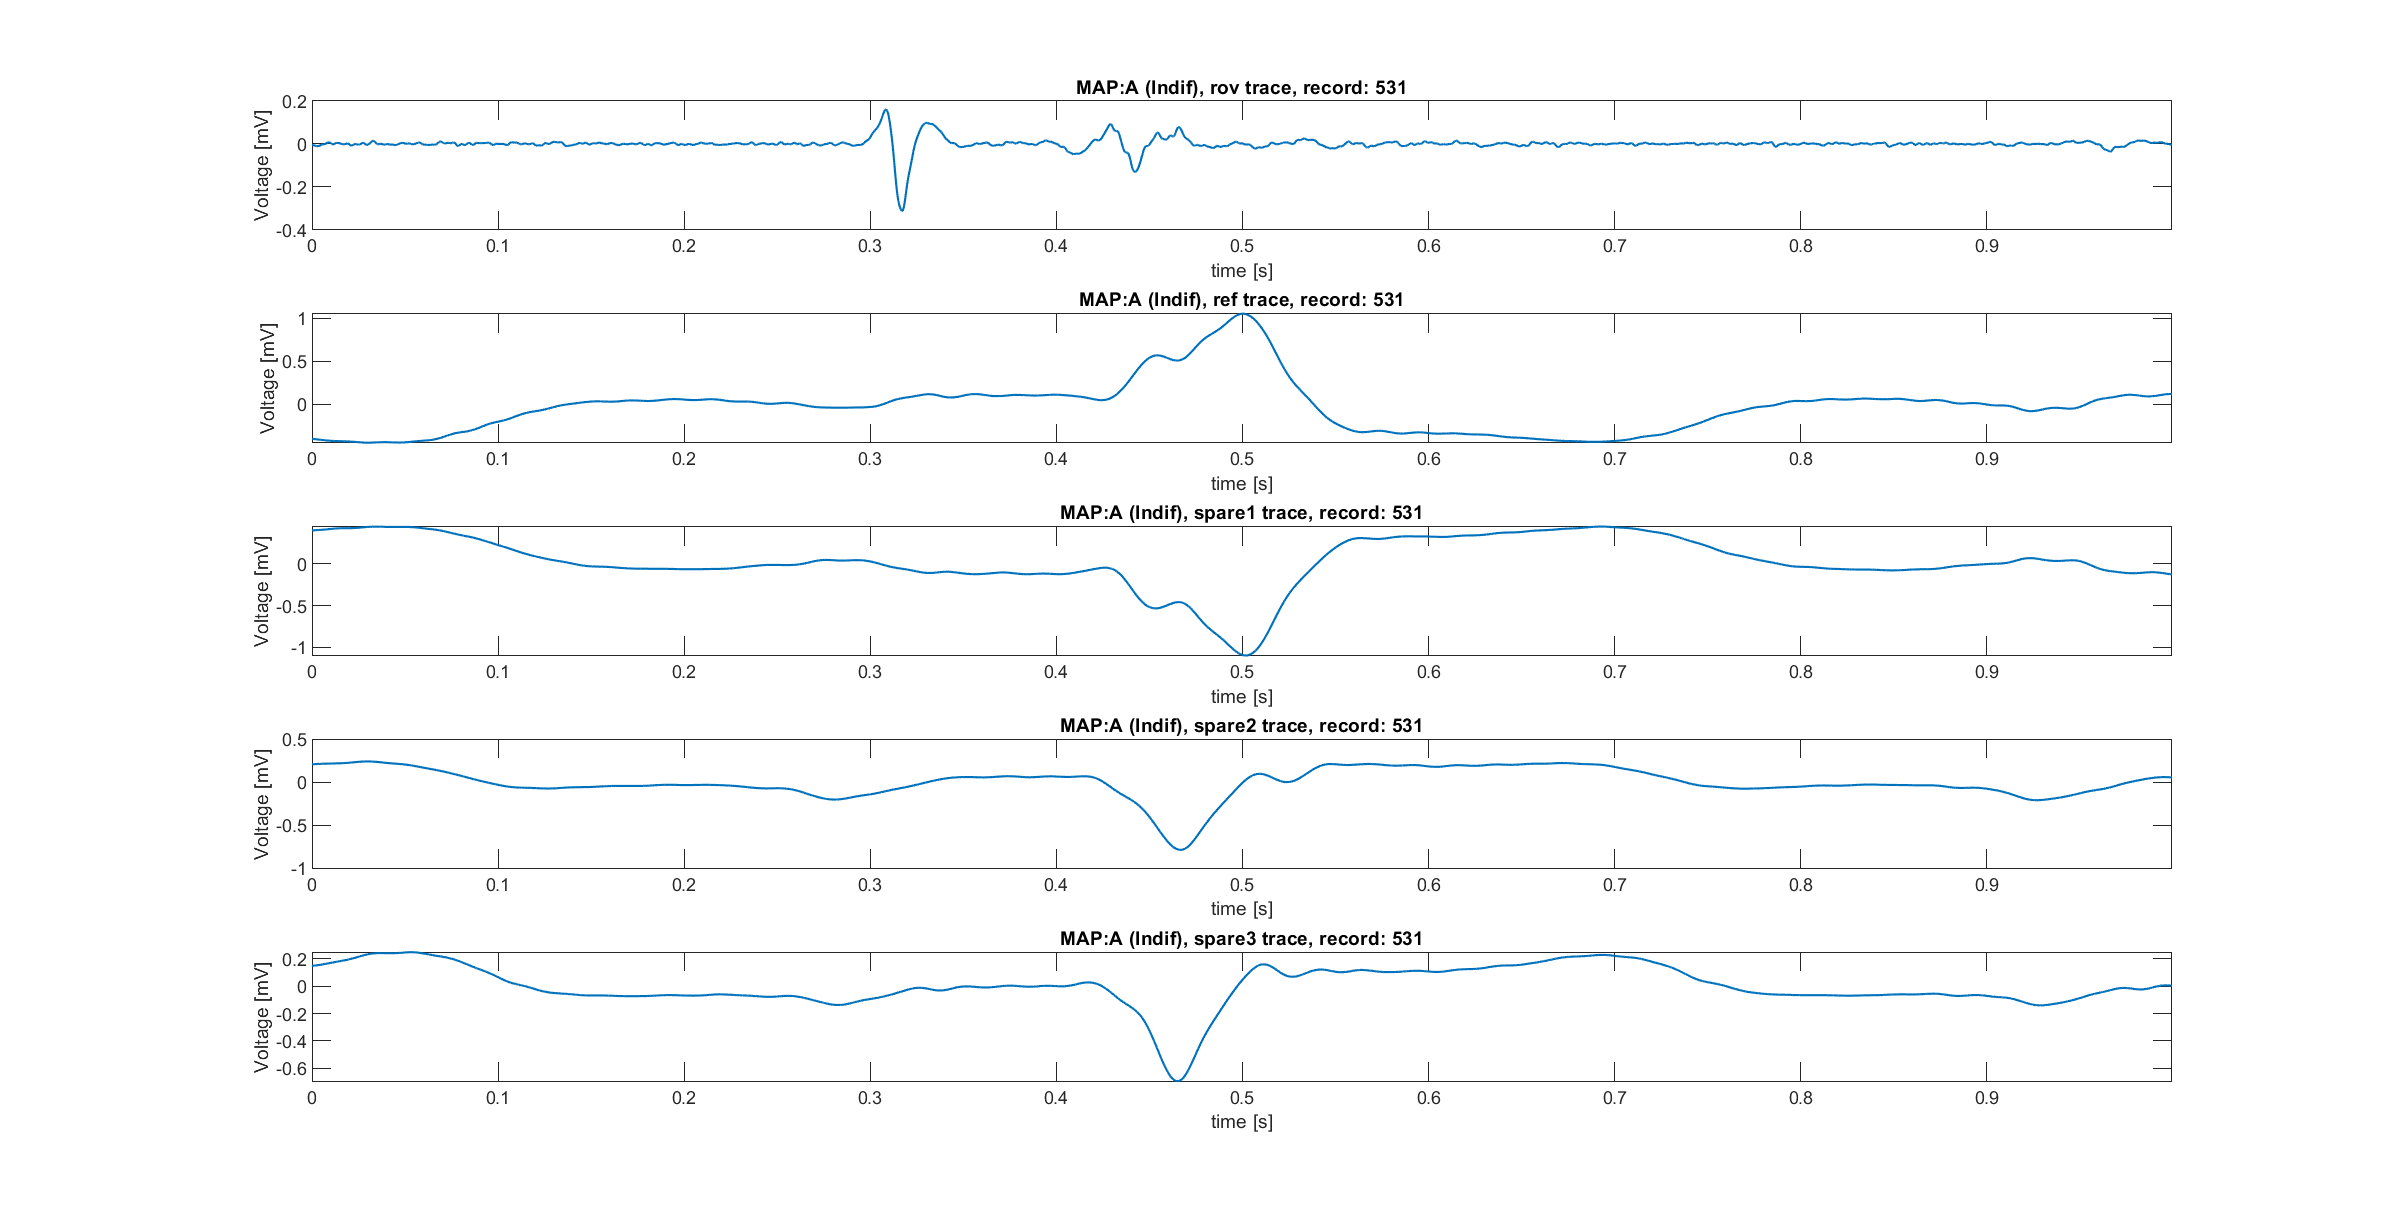 MAP:A (Indif), rov trace, record: 531
Voltage [mV]
0.2
0
-0.2
-0.4
0 0.1 0.2 0.3 0.4 0.5 0.6 0.7 0.8 0.9
time [s]
MAP:A (Indif), ref trace, record: 531
Voltage [mV]
1
0.5
0
0 0.1 0.2 0.3 0.4 0.5 0.6 0.7 0.8 0.9
time [s]
MAP:A (Indif), spare1 trace, record: 531
Voltage [mV]
0
-0.5
-1
0 0.1 0.2 0.3 0.4 0.5 0.6 0.7 0.8 0.9
time [s]
MAP:A (Indif), spare2 trace, record: 531
Voltage [mV]
0.5
0
-0.5
-1
0 0.1 0.2 0.3 0.4 0.5 0.6 0.7 0.8 0.9
time [s]
MAP:A (Indif), spare3 trace, record: 531
Voltage [mV]
0.2
0
-0.2
-0.4
-0.6
0 0.1 0.2 0.3 0.4 0.5 0.6 0.7 0.8 0.9
time [s]